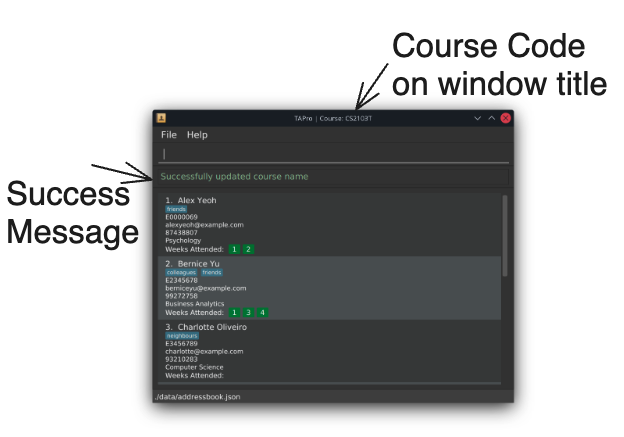 Course Code
on window title
TAPro | Course: CS2103T
File Help
Successfully updated course name
Success
Message
1. Alex Yeoh
friends
E0000069
alexyeoh@example.com
87438807
Psychology
Weeks Attended: 1 2
2. Bernice Yu
colleagues friends
E2345678
berniceyu@example.com
99272758
Business Analytics
Weeks Attended: 1 3 4
3. Charlotte Oliveiro
neighbours
E3456789
charlotte@example.com
93210283
Computer Science
Weeks Attended:
./data/addressbook.json